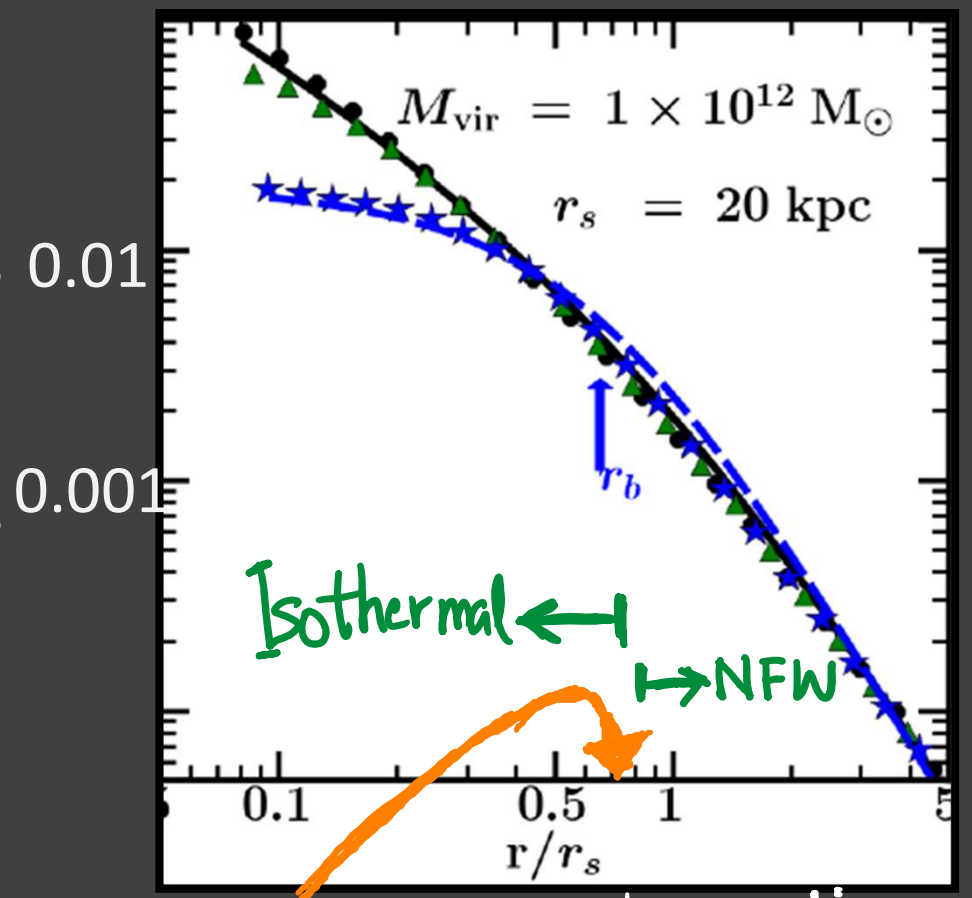 M_vir = 1 × 10^12 M_⊙
r_s = 20 kpc
0.01
r_b
0.001
Isothermal
NFW
0.1 0.5 1 5
r/r_s